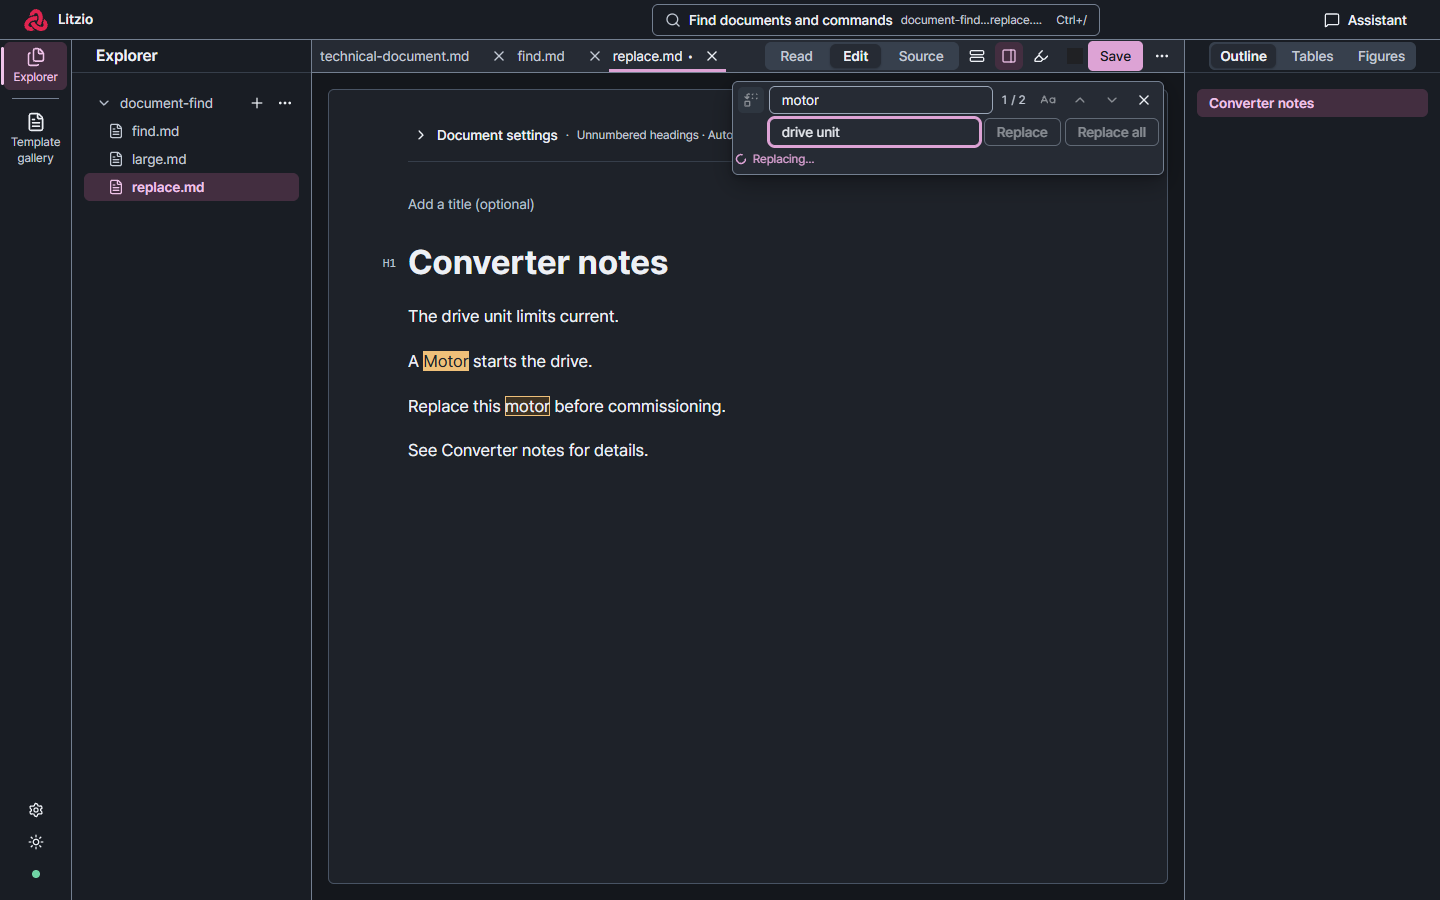 Litzio
Find documents and commands document-find...replace.... Ctrl+/
Assistant
Explorer
Template
gallery
Explorer
document-find
find.md
large.md
replace.md
technical-document.md
find.md
replace.md •
Read
Edit
Source
Save
motor
1 / 2
Aa
drive unit
Replace
Replace all
Replacing...
Document settings · Unnumbered headings · Auto
Add a title (optional)
H1 Converter notes
The drive unit limits current.
A Motor starts the drive.
Replace this motor before commissioning.
See Converter notes for details.
Outline
Tables
Figures
Converter notes